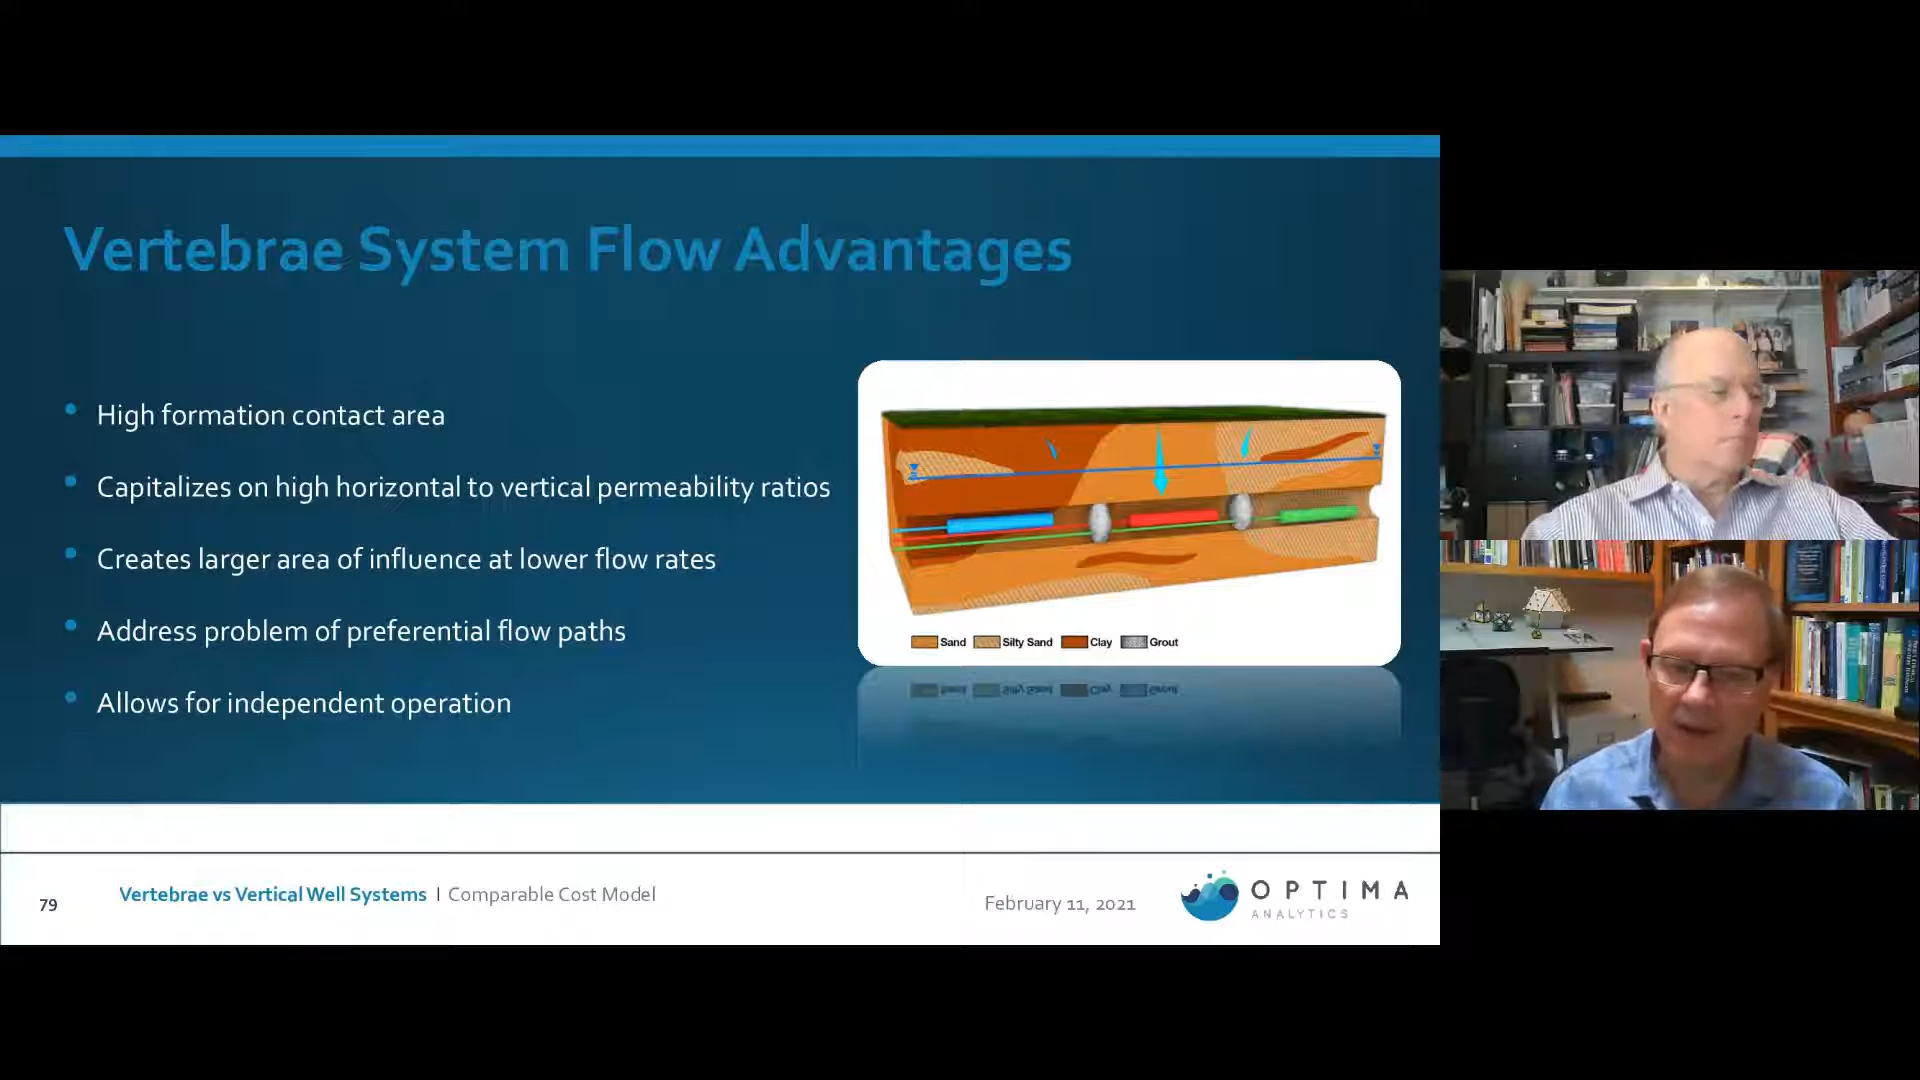 Vertebrae System Flow Advantages
• High formation contact area
• Capitalizes on high horizontal to vertical permeability ratios
• Creates larger area of influence at lower flow rates
• Address problem of preferential flow paths
• Allows for independent operation
Sand Silty Sand Clay Grout
79
Vertebrae vs Vertical Well Systems | Comparable Cost Model
February 11, 2021
OPTIMA
ANALYTICS